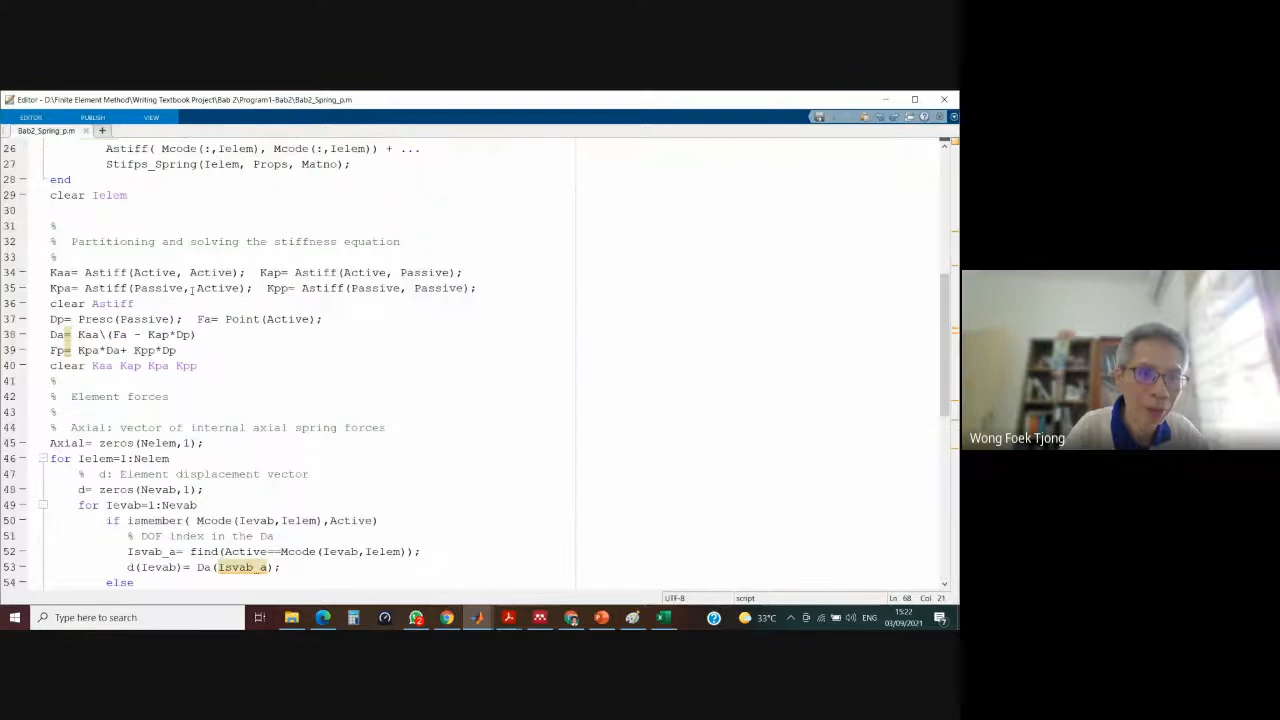 Editor - D:\Finite Element Method\Writing Textbook Project\Bab 2\Program1-Bab2\Bab2_Spring_p.m
EDITOR PUBLISH VIEW
Bab2_Spring_p.m
26 Astiff( Mcode(:,Ielem), Mcode(:,Ielem)) + ...
27 Stifps_Spring(Ielem, Props, Matno);
28 end
29 clear Ielem
30
31 %
32 % Partitioning and solving the stiffness equation
33 %
34 Kaa= Astiff(Active, Active); Kap= Astiff(Active, Passive);
35 Kpa= Astiff(Passive, Active); Kpp= Astiff(Passive, Passive);
36 clear Astiff
37 Dp= Presc(Passive); Fa= Point(Active);
38 Da= Kaa\(Fa - Kap*Dp)
39 Fp= Kpa*Da+ Kpp*Dp
40 clear Kaa Kap Kpa Kpp
41 %
42 % Element forces
43 %
44 % Axial: vector of internal axial spring forces
45 Axial= zeros(Nelem,1);
46 for Ielem=1:Nelem
47 % d: Element displacement vector
48 d= zeros(Nevab,1);
49 for Ievab=1:Nevab
50 if ismember( Mcode(Ievab,Ielem),Active)
51 % DOF index in the Da
52 Isvab_a= find(Active==Mcode(Ievab,Ielem));
53 d(Ievab)= Da(Isvab_a);
54 else
UTF-8 script Ln 68 Col 21
Type here to search
33°C ENG
15:22
03/09/2021
Wong Foek Tjong